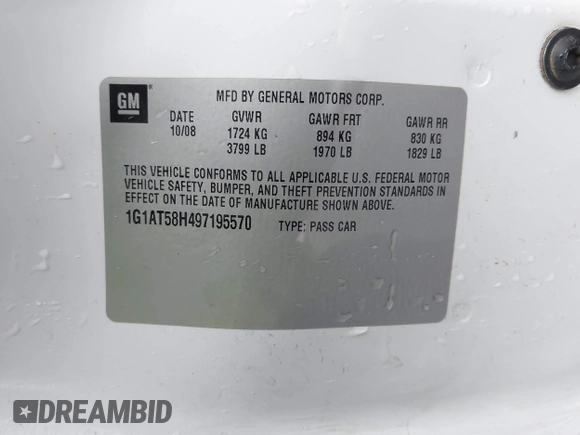 GM ®
MFD BY GENERAL MOTORS CORP.
DATE GVWR GAWR FRT GAWR RR
10/08 1724 KG 894 KG 830 KG
3799 LB 1970 LB 1829 LB
THIS VEHICLE CONFORMS TO ALL APPLICABLE U.S. FEDERAL MOTOR
VEHICLE SAFETY, BUMPER, AND THEFT PREVENTION STANDARDS IN
EFFECT ON THE DATE OF MANUFACTURE SHOWN ABOVE.
1G1AT58H497195570 TYPE: PASS CAR
DREAMBID